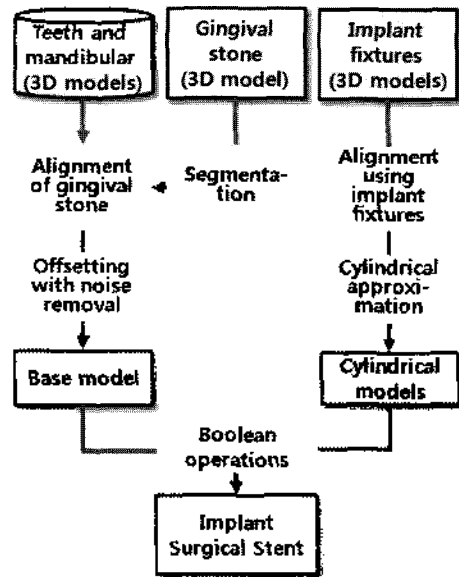 Teeth and
mandibular
(3D models)
Gingival
stone
(3D model)
Implant
fixtures
(3D models)
Alignment
of gingival
stone
Segmenta-
tion
Alignment
using
implant
fixtures
Offsetting
with noise
removal
Cylindrical
approxi-
mation
Base model
Cylindrical
models
Boolean
operations
Implant
Surgical Stent